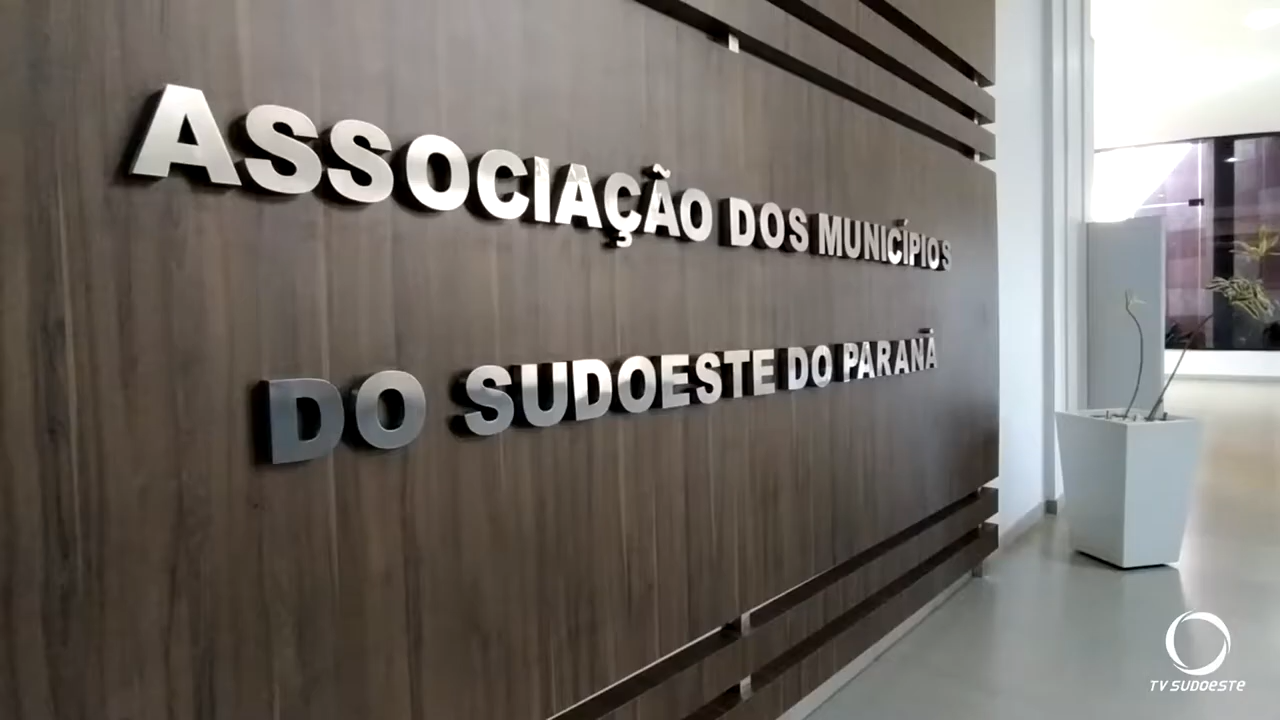 ASSOCIAÇÃO DOS MUNICÍPIOS
DO SUDOESTE DO PARANÁ
TV SUDOESTE